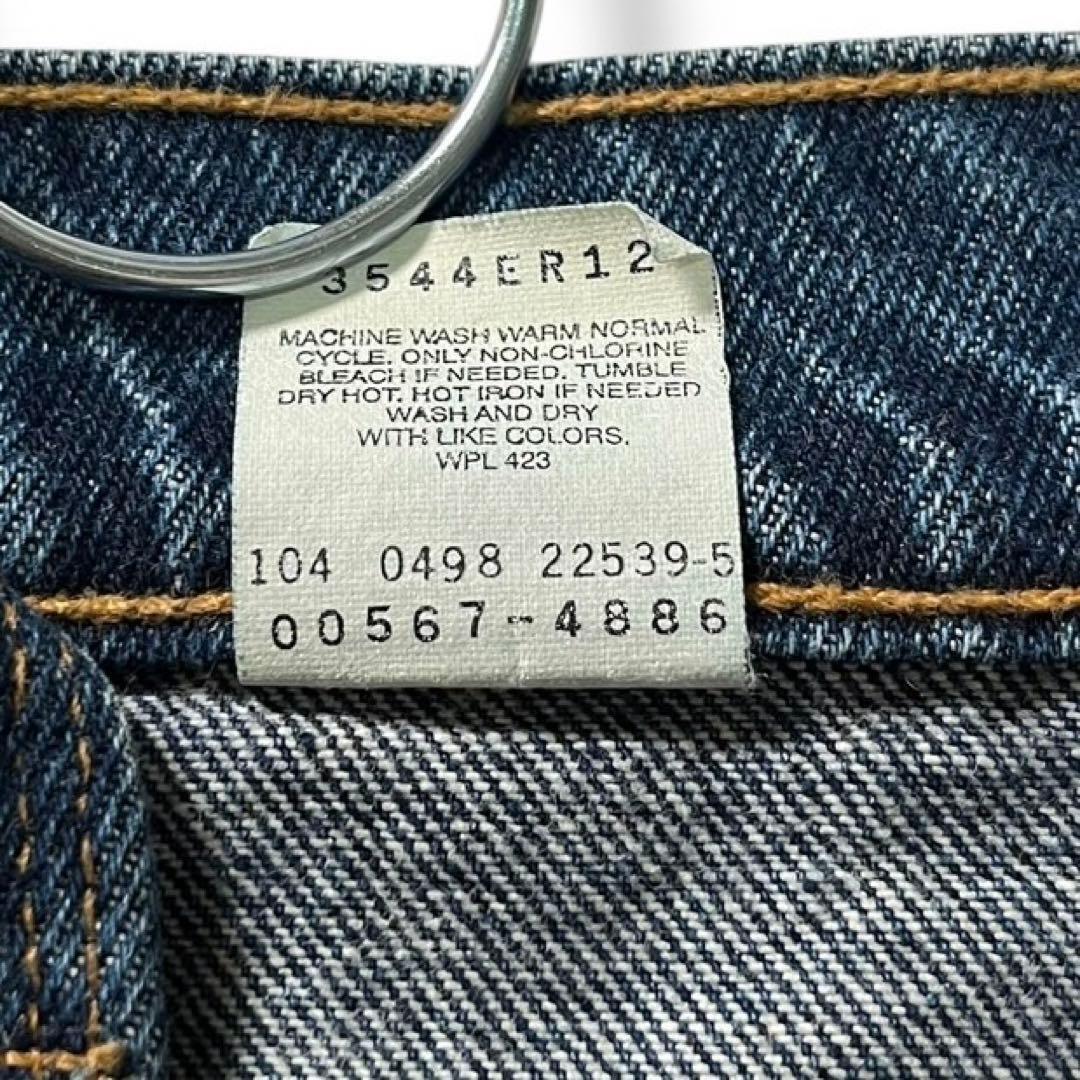 3544ER12
MACHINE WASH WARM NORMAL
CYCLE. ONLY NON-CHLORINE
BLEACH IF NEEDED. TUMBLE
DRY HOT. HOT IRON IF NEEDED
WASH AND DRY
WITH LIKE COLORS.
WPL 423
104 0498 22539-5
00567-4886